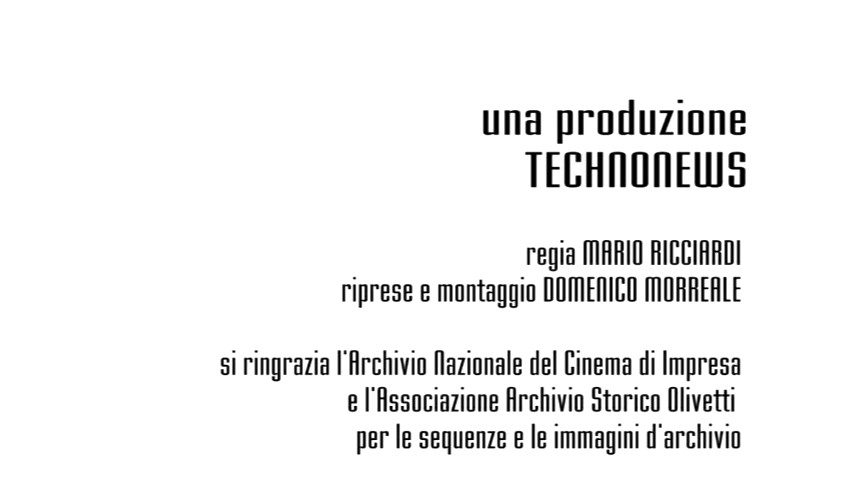 una produzione
TECHNONEWS
regia MARIO RICCIARDI
riprese e montaggio DOMENICO MORREALE
si ringrazia l'Archivio Nazionale del Cinema di Impresa
e l'Associazione Archivio Storico Olivetti
per le sequenze e le immagini d'archivio